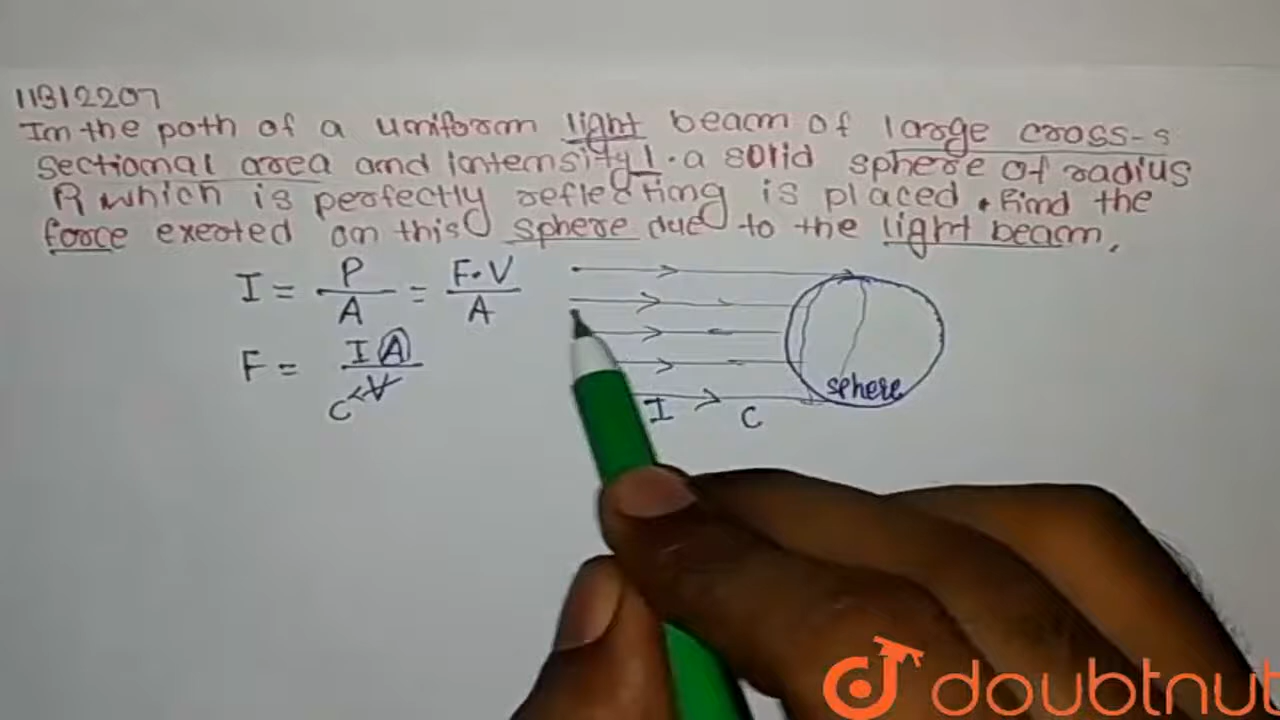 11312207
In the path of a uniform light beam of large cross-s
sectional area and intensity I. a solid sphere of radius
R which is perfectly reflecting is placed. Find the
force exerted on this sphere due to the light beam.
I = P/A = F.V/A
F = IA/V
C
sphere
I C
doubtnut